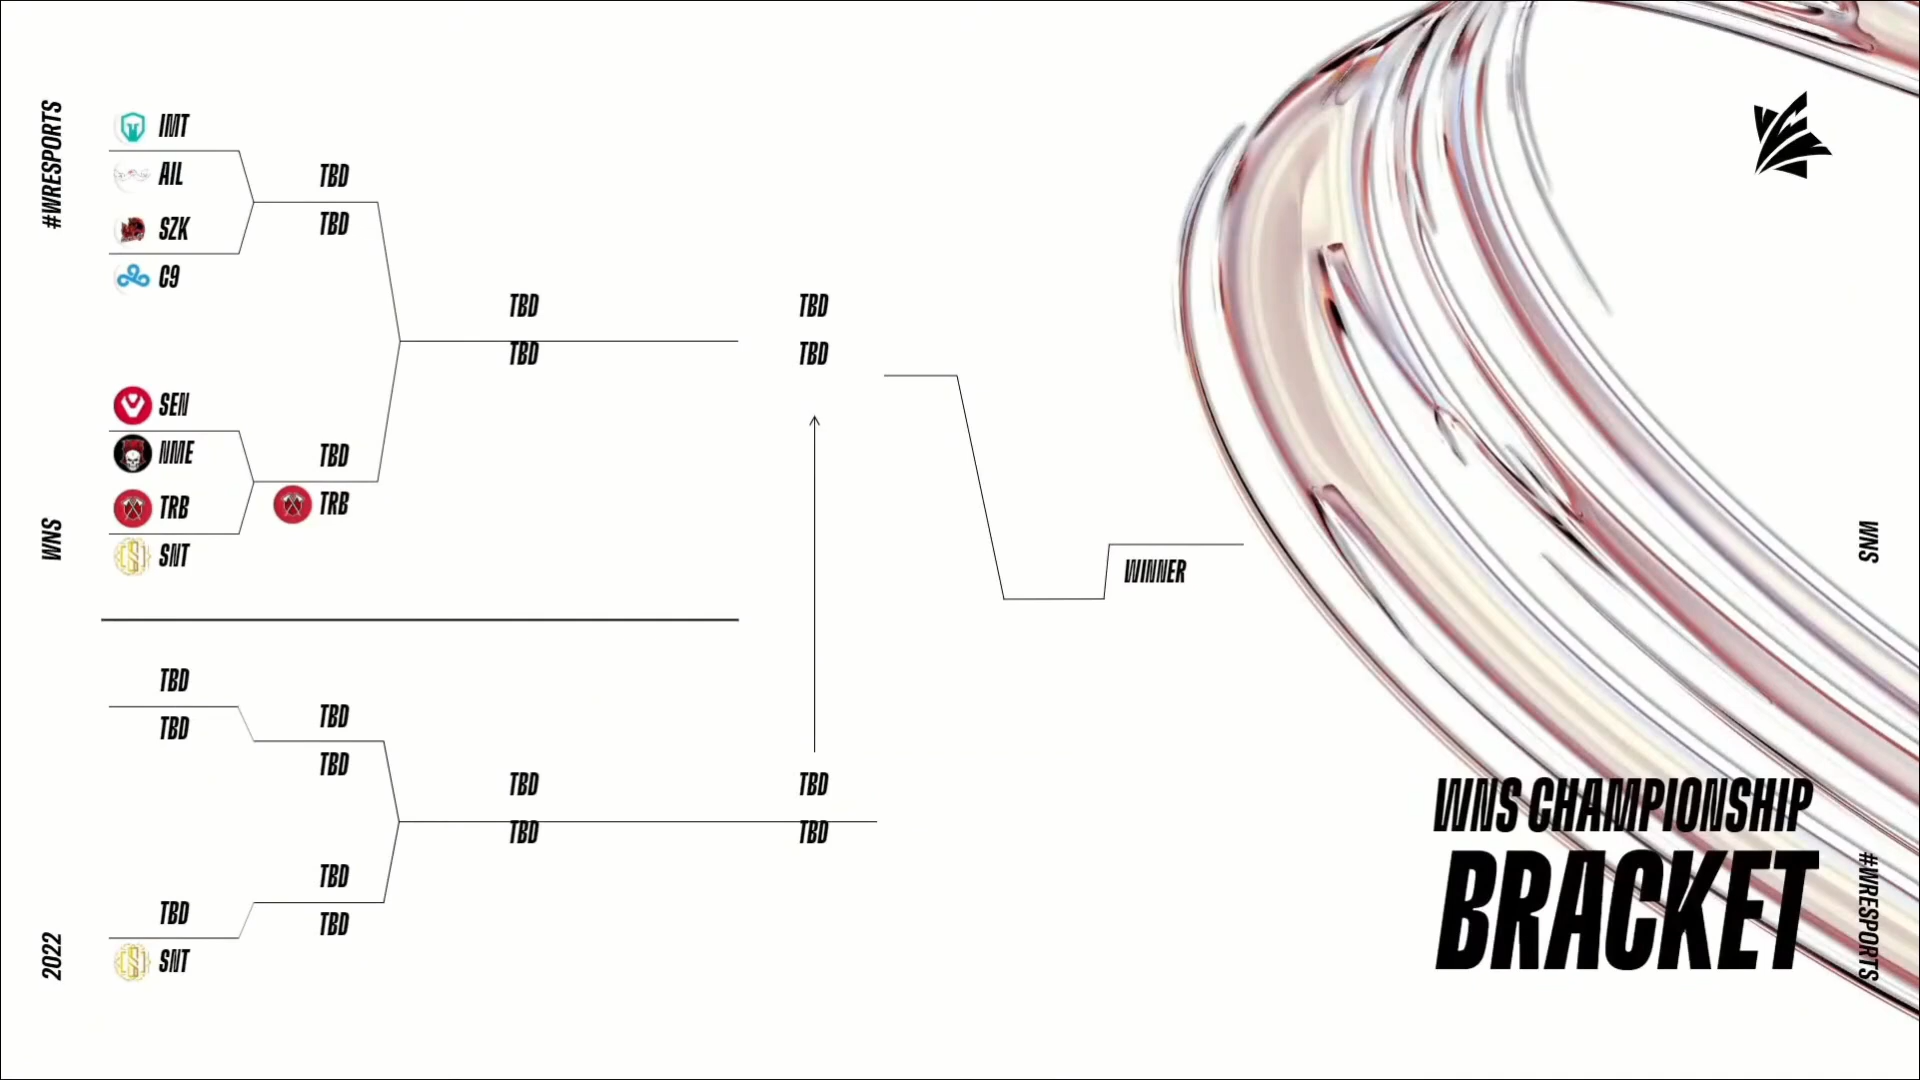 #WRESPORTS
WNS
2022
IMT
AIL
SZK
C9
SEN
NME
TRB
SNT
TBD
TBD
TBD
TRB
TBD
TBD
TBD
TBD
TBD
TBD
TBD
SNT
TBD
TBD
TBD
TBD
TBD
TBD
TBD
TBD
WINNER
WNS
WNS CHAMPIONSHIP
BRACKET
#WRESPORTS